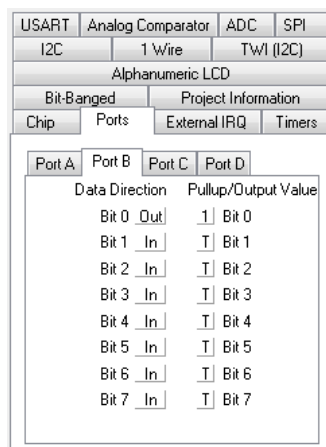 USART Analog Comparator ADC SPI
I2C 1 Wire TWI (I2C)
Alphanumeric LCD
Bit-Banged Project Information
Chip Ports External IRQ Timers
Port A Port B Port C Port D
Data Direction Pullup/Output Value
Bit 0 Out 1 Bit 0
Bit 1 In T Bit 1
Bit 2 In T Bit 2
Bit 3 In T Bit 3
Bit 4 In T Bit 4
Bit 5 In T Bit 5
Bit 6 In T Bit 6
Bit 7 In T Bit 7